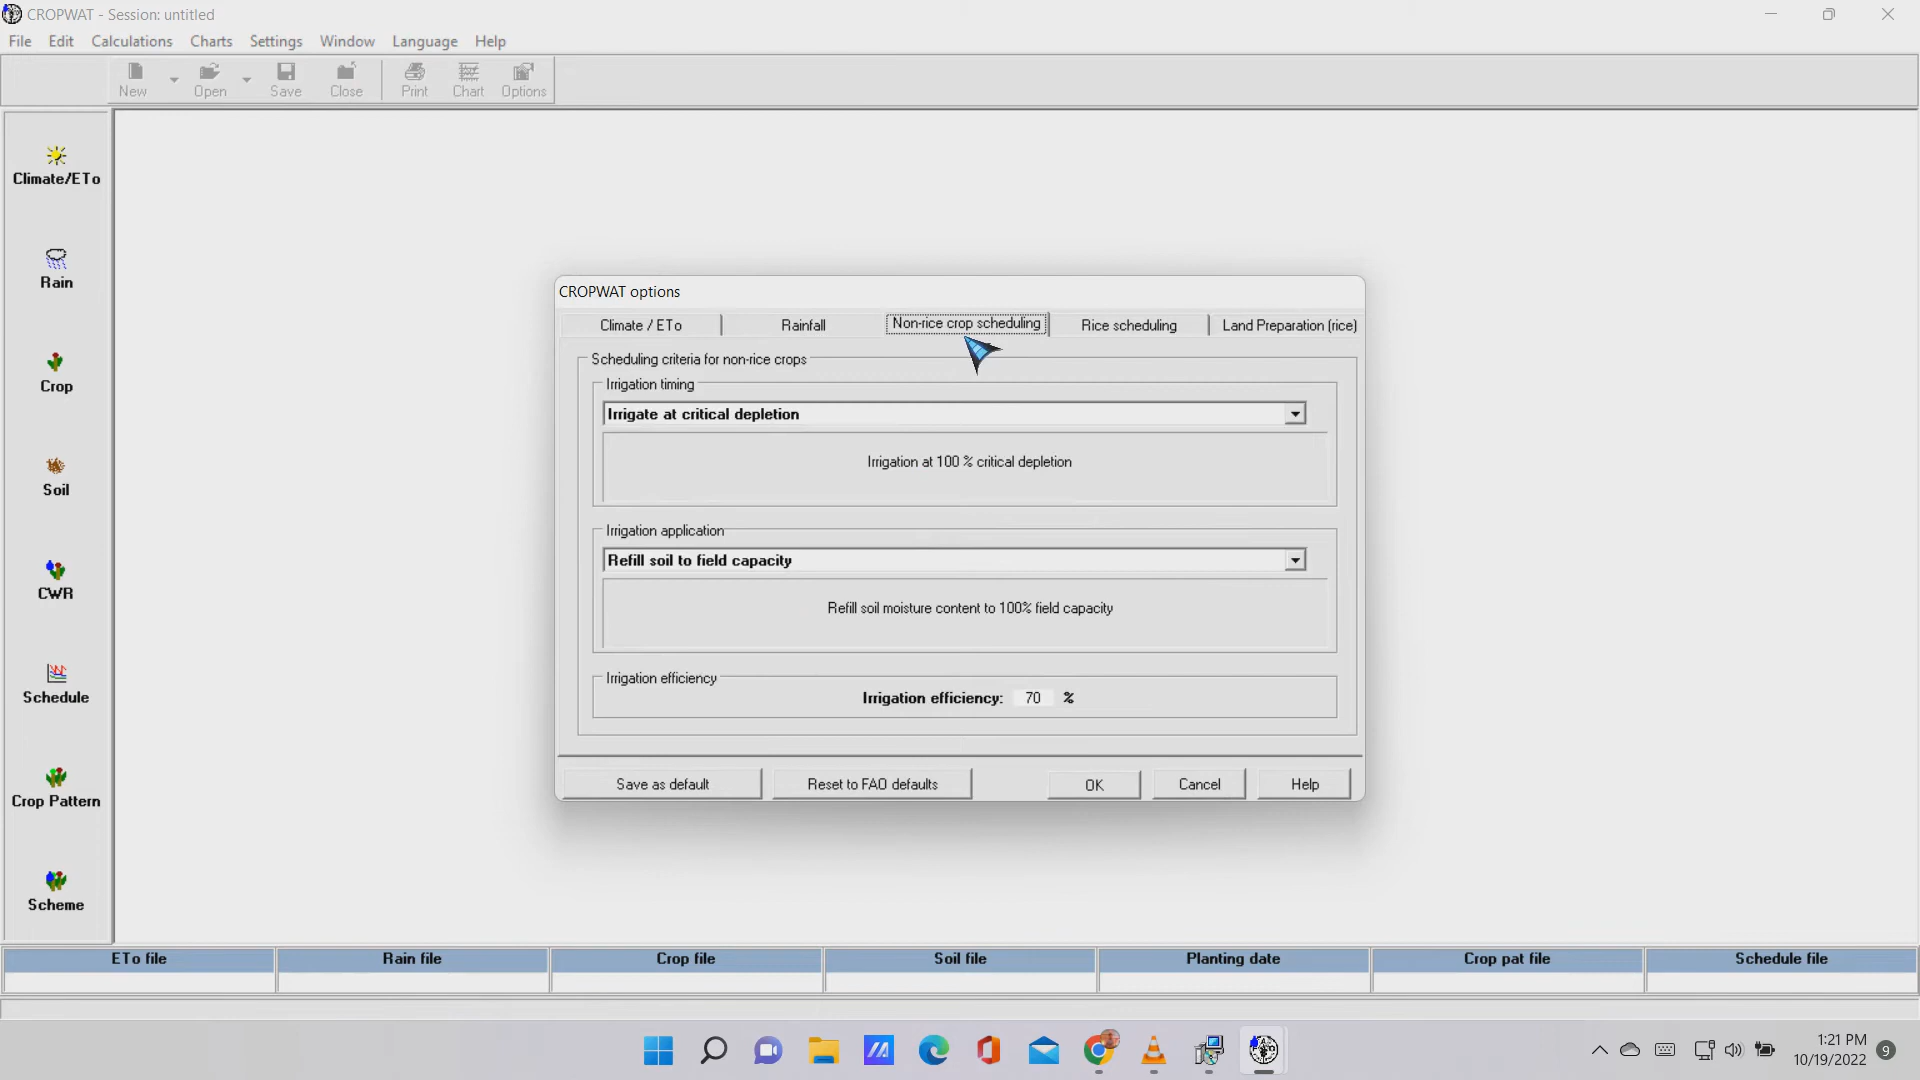 CROPWAT - Session: untitled
File Edit Calculations Charts Settings Window Language Help
New Open Save Close Print Chart Options
Climate/ETo
Rain
Crop
Soil
CWR
Schedule
Crop Pattern
Scheme
CROPWAT options
Climate / ETo Rainfall Non-rice crop scheduling Rice scheduling Land Preparation (rice)
Scheduling criteria for non-rice crops
Irrigation timing
Irrigate at critical depletion
Irrigation at 100 % critical depletion
Irrigation application
Refill soil to field capacity
Refill soil moisture content to 100% field capacity
Irrigation efficiency
Irrigation efficiency: 70 %
Save as default Reset to FAO defaults OK Cancel Help
ETo file Rain file Crop file Soil file Planting date Crop pat file Schedule file
1:21 PM
10/19/2022
9